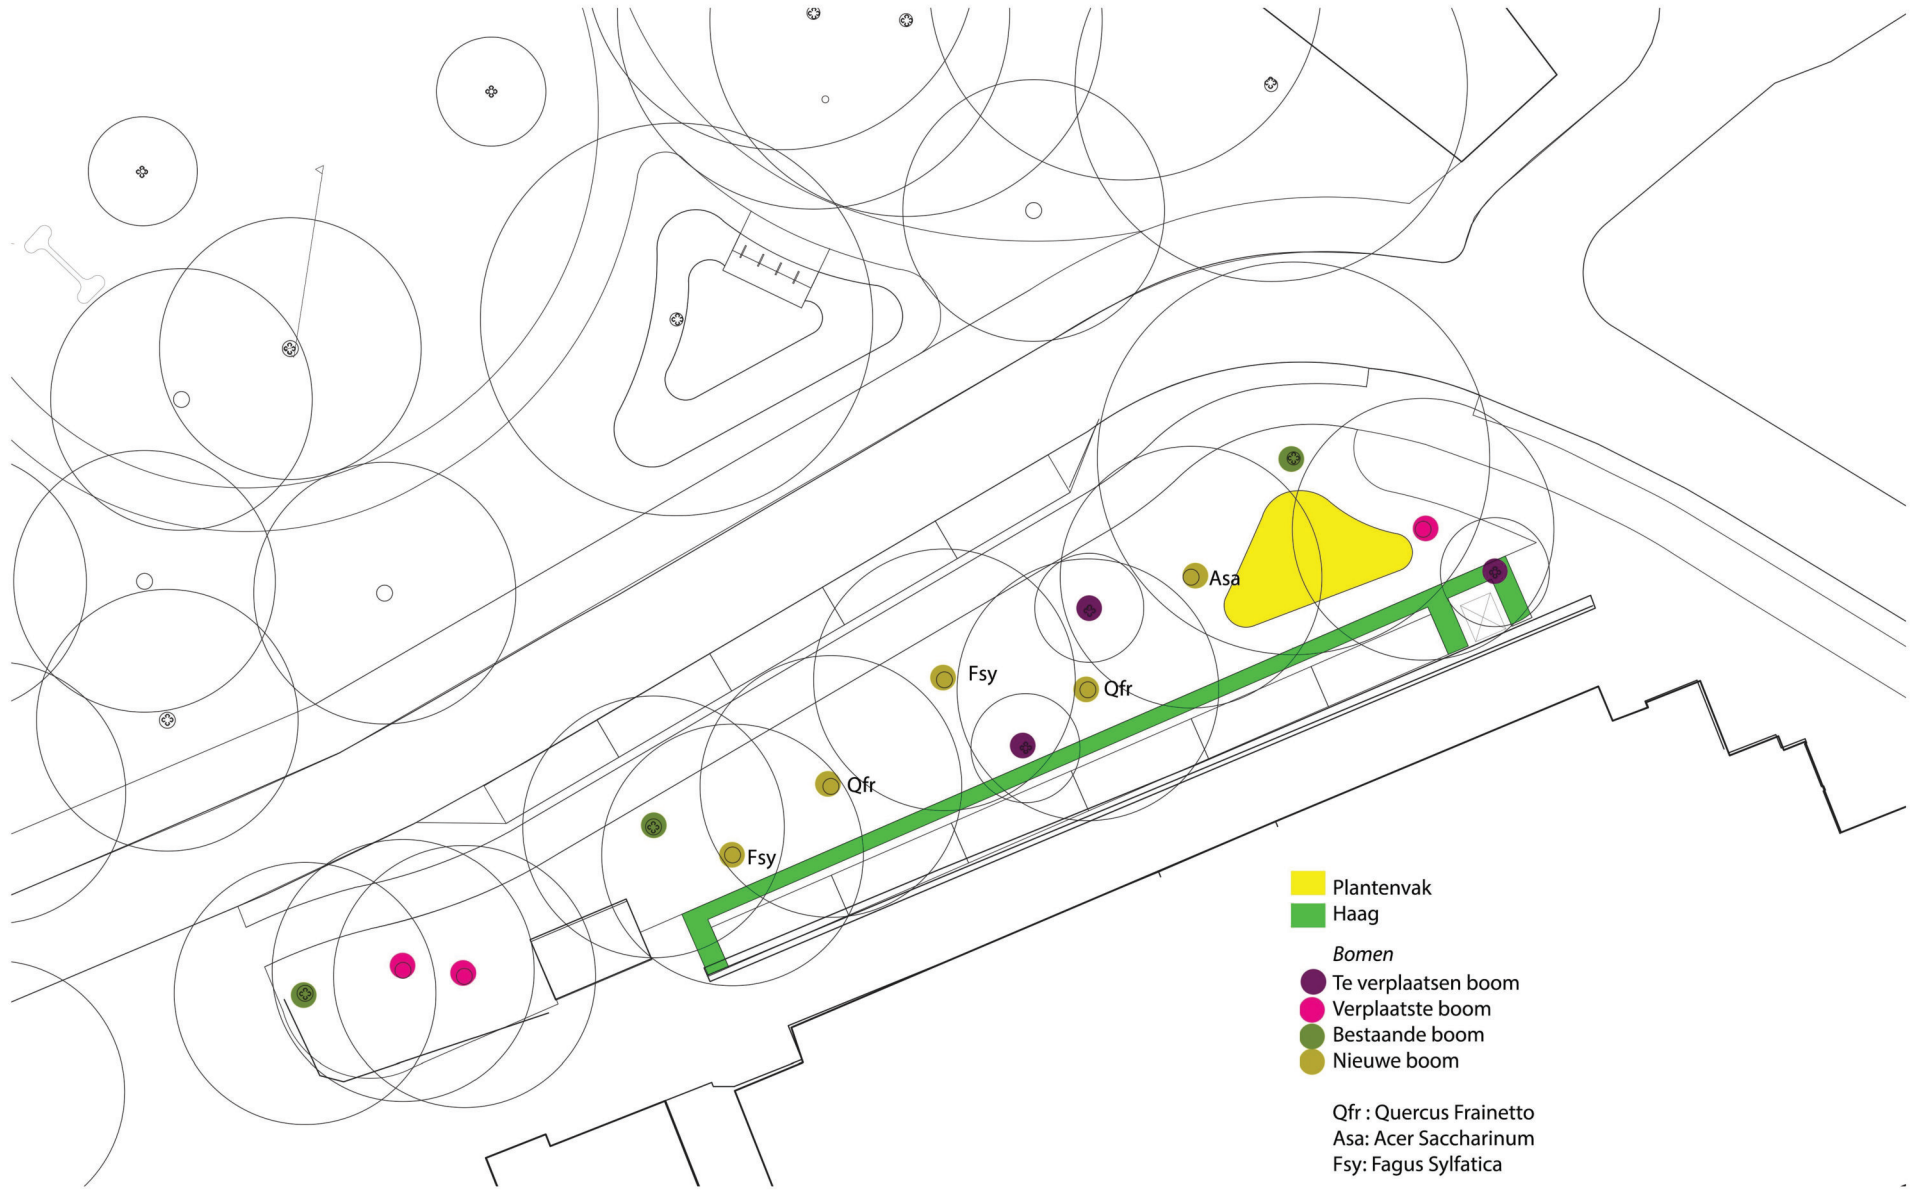 Asa
Fsy
Qfr
Qfr
Fsy
Plantenvak
Haag
Bomen
Te verplaatsen boom
Verplaatste boom
Bestaande boom
Nieuwe boom
Qfr : Quercus Frainetto
Asa: Acer Saccharinum
Fsy: Fagus Sylfatica